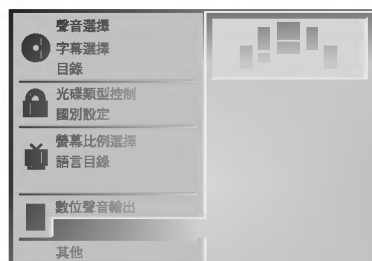 聲音選擇
字幕選擇
目錄
光碟類型控制
國別設定
螢幕比例選擇
語言目錄
數位聲音輸出
其他